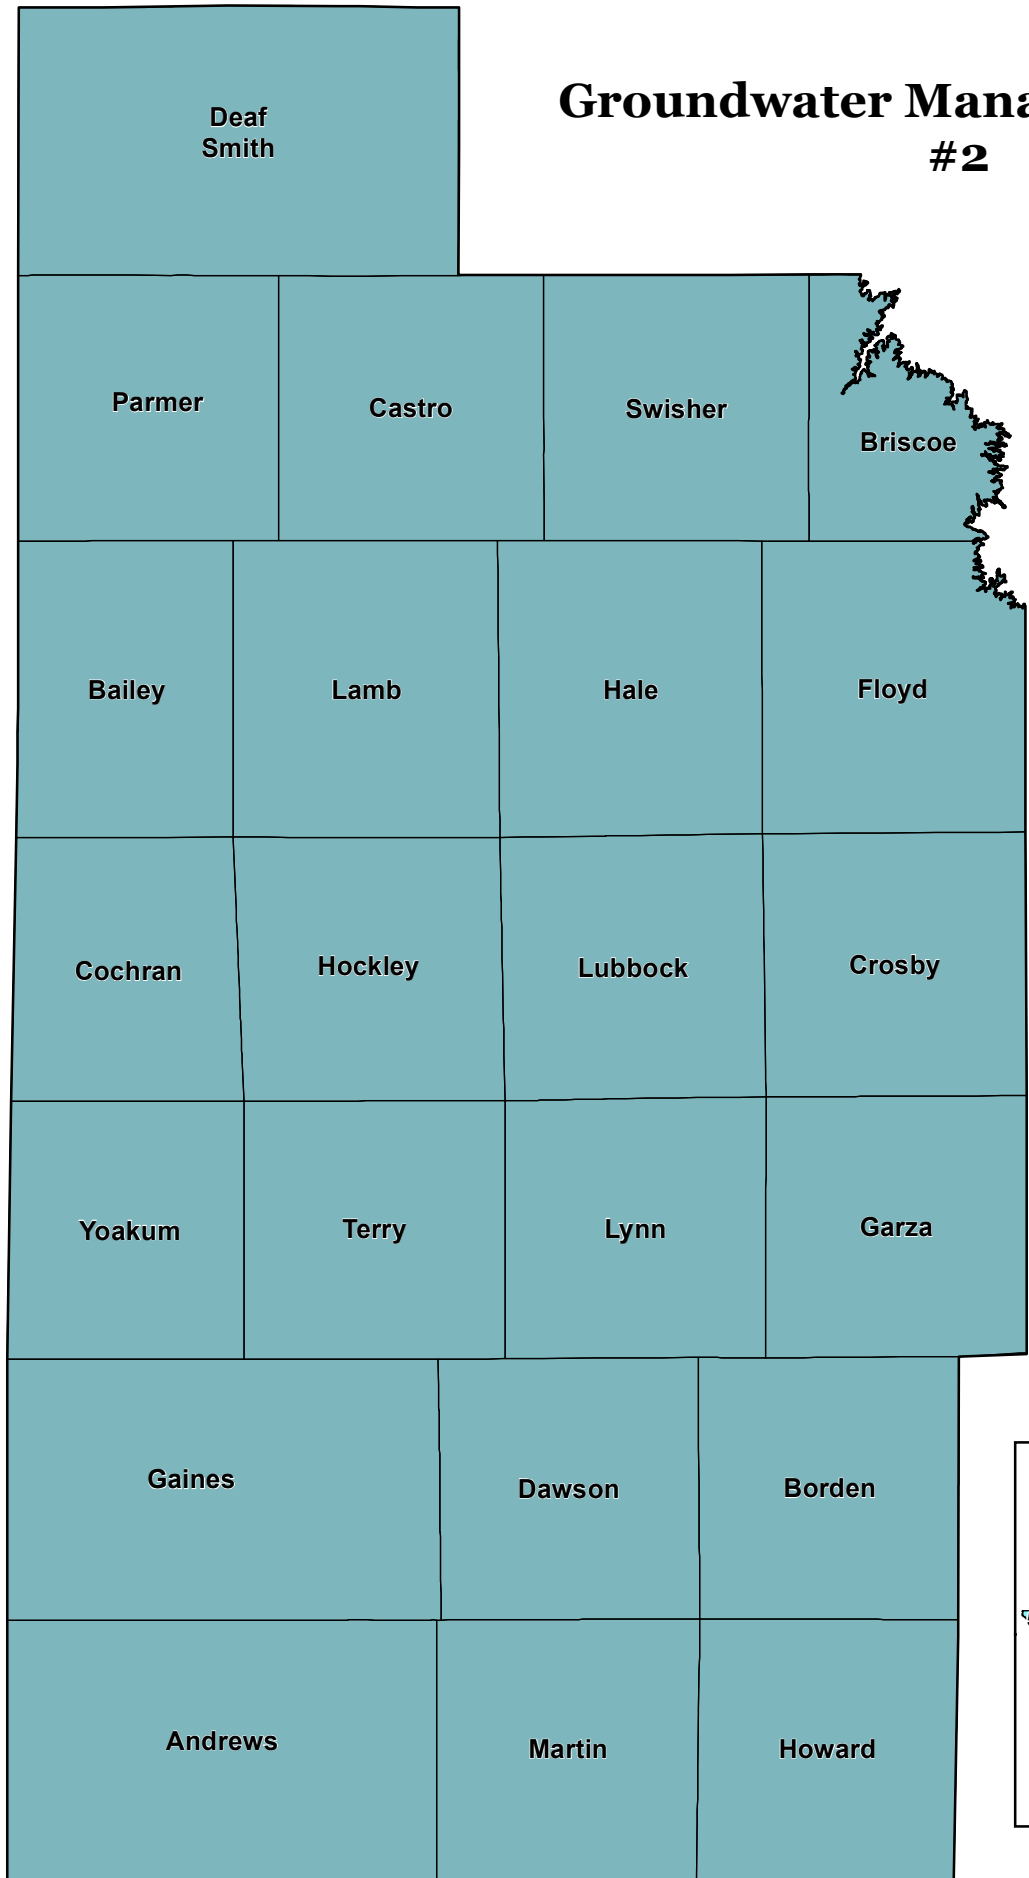 Groundwater Mana
#2
Deaf
Smith
Parmer
Castro
Swisher
Briscoe
Bailey
Lamb
Hale
Floyd
Cochran
Hockley
Lubbock
Crosby
Yoakum
Terry
Lynn
Garza
Gaines
Dawson
Borden
Andrews
Martin
Howard